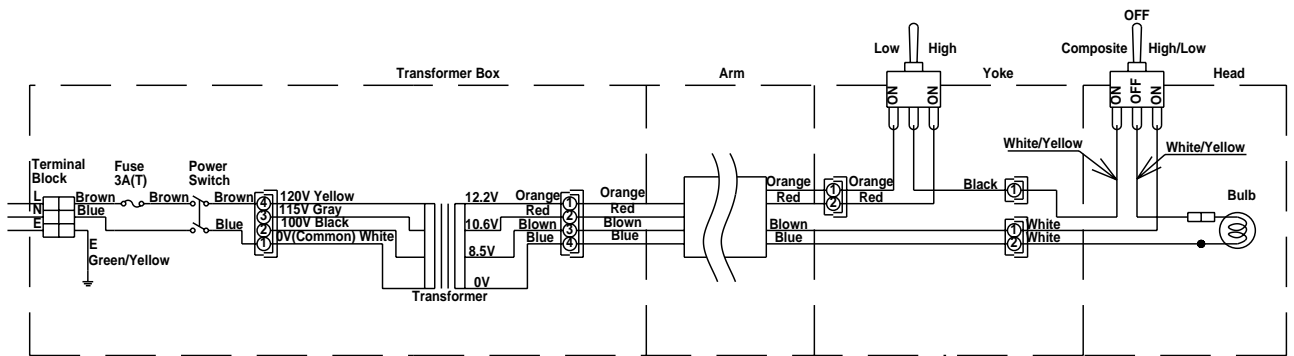 OFF
Low High
Composite High/Low
Transformer Box Arm Yoke Head
ON ON
ON OFF ON
White/Yellow White/Yellow
Terminal
Block
Fuse
3A(T)
Power
Switch
Bulb
L Brown Brown Brown
N Blue Blue
E
E
Green/Yellow
4 120V Yellow
3 115V Gray
2 100V Black
1 0V(Common) White
12.2V
10.6V
8.5V
0V
Transformer
Orange 1 Orange
Red 2 Red
Blown 3 Blown
Blue 4 Blue
Orange 1 Orange
Red 2 Red
Black 1
Blown 1 White
Blue 2 White